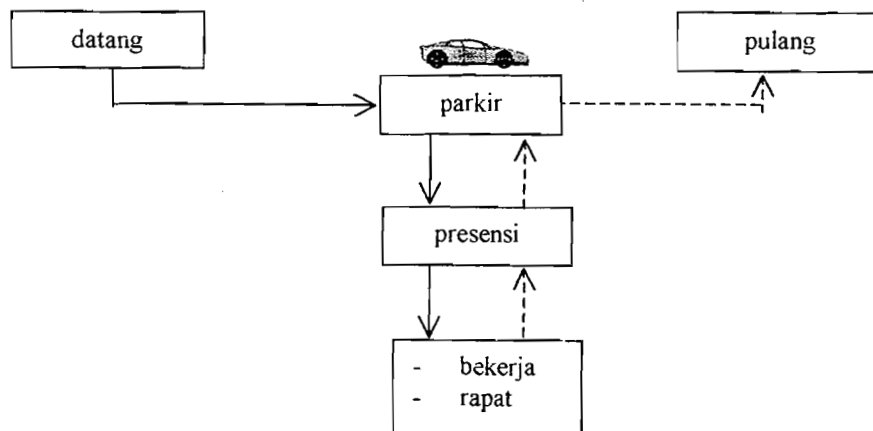 datang
pulang
parkir
presensi
- bekerja
- rapat